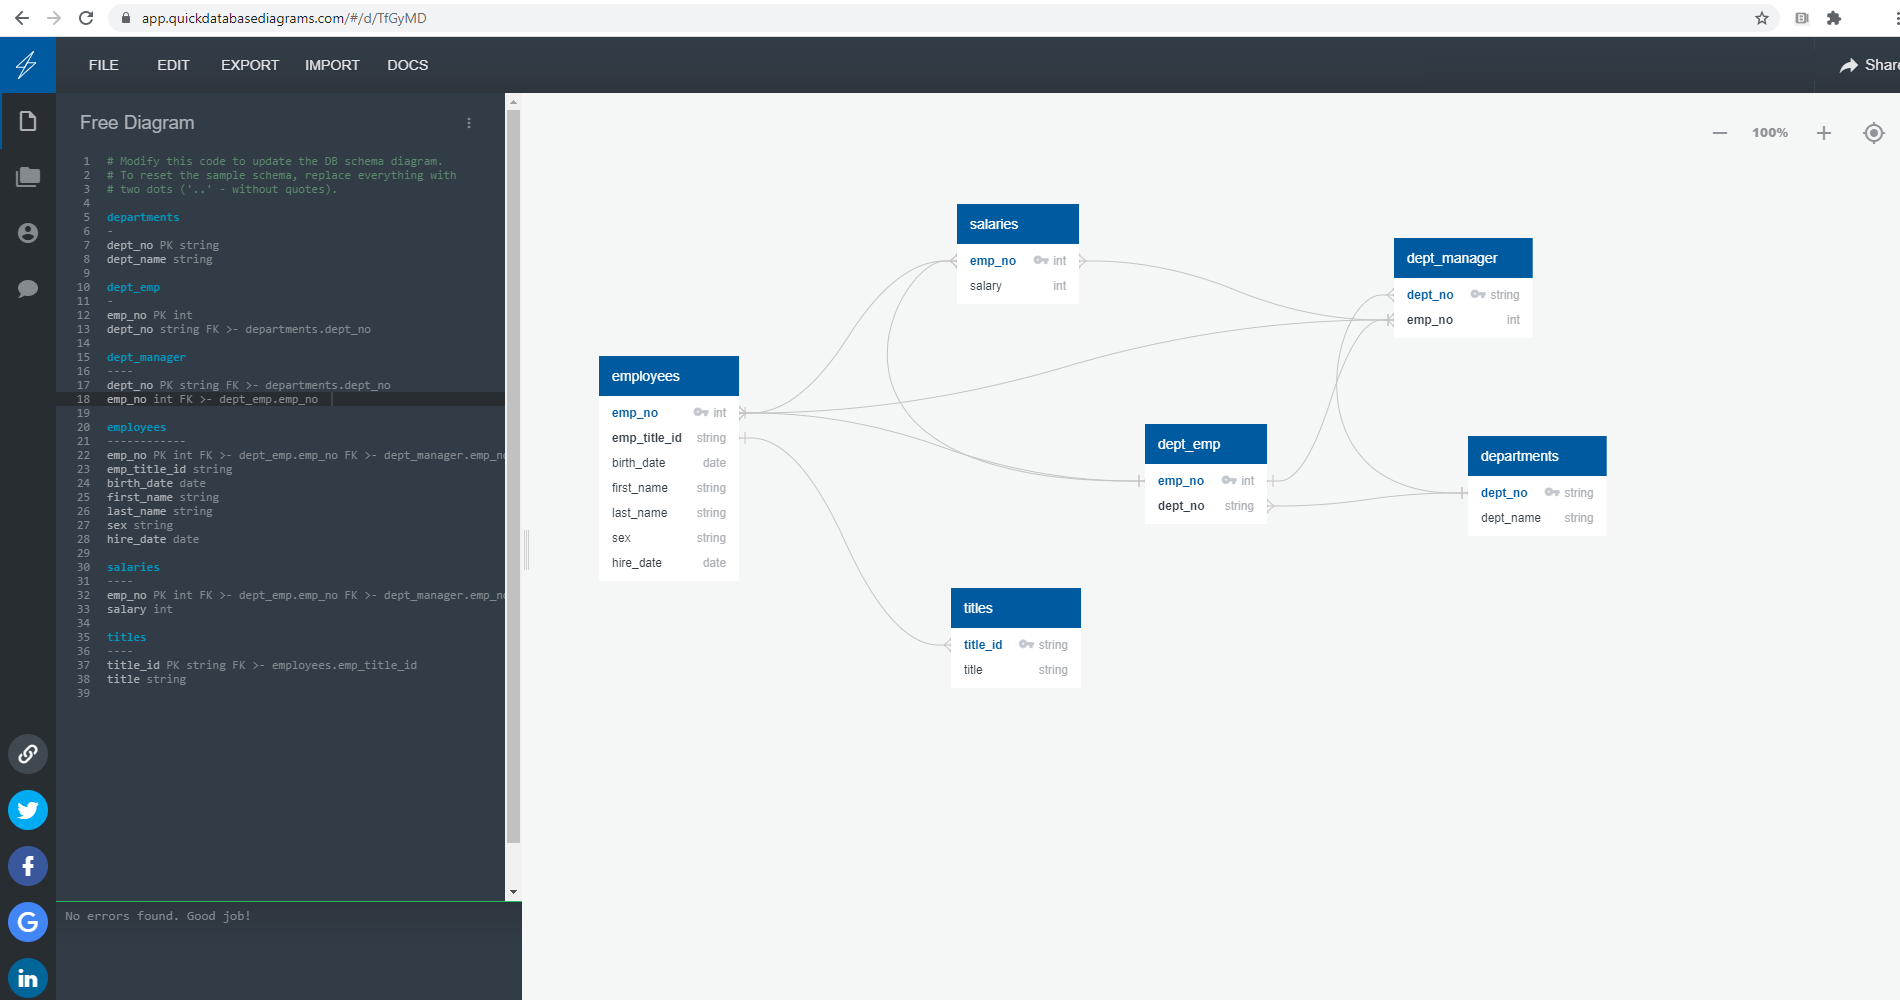 app.quickdatabasediagrams.com/#/d/TfGyMD
FILE EDIT EXPORT IMPORT DOCS
Share
Free Diagram
100%
1 # Modify this code to update the DB schema diagram.
2 # To reset the sample schema, replace everything with
3 # two dots ('..' - without quotes).
4
5 departments
6 -
7 dept_no PK string
8 dept_name string
9
10 dept_emp
11 -
12 emp_no PK int
13 dept_no string FK >- departments.dept_no
14
15 dept_manager
16 ----
17 dept_no PK string FK >- departments.dept_no
18 emp_no int FK >- dept_emp.emp_no
19
20 employees
21 ------------
22 emp_no PK int FK >- dept_emp.emp_no FK >- dept_manager.emp_no
23 emp_title_id string
24 birth_date date
25 first_name string
26 last_name string
27 sex string
28 hire_date date
29
30 salaries
31 ----
32 emp_no PK int FK >- dept_emp.emp_no FK >- dept_manager.emp_no
33 salary int
34
35 titles
36 ----
37 title_id PK string FK >- employees.emp_title_id
38 title string
39
No errors found. Good job!
salaries
emp_no int
salary int
dept_manager
dept_no string
emp_no int
employees
emp_no int
emp_title_id string
birth_date date
first_name string
last_name string
sex string
hire_date date
dept_emp
emp_no int
dept_no string
departments
dept_no string
dept_name string
titles
title_id string
title string